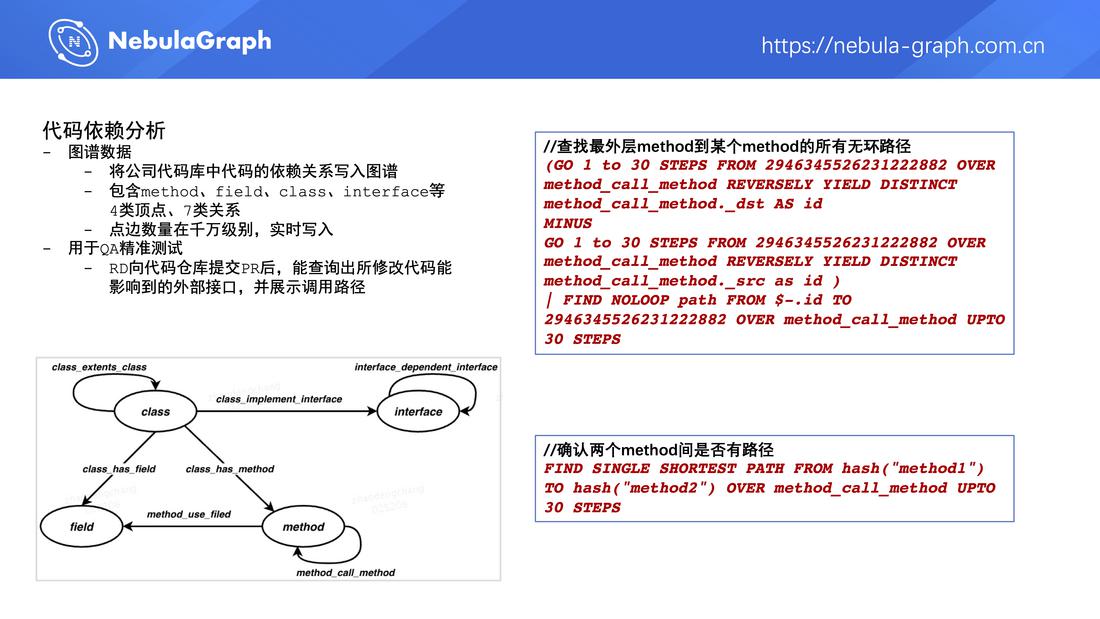 NebulaGraph
https://nebula-graph.com.cn
代码依赖分析
- 图谱数据
- 将公司代码库中代码的依赖关系写入图谱
- 包含method、field、class、interface等
4类顶点、7类关系
- 点边数量在千万级别，实时写入
- 用于QA精准测试
- RD向代码仓库提交PR后，能查询出所修改代码能
影响到的外部接口，并展示调用路径
//查找最外层method到某个method的所有无环路径
(GO 1 to 30 STEPS FROM 2946345526231222882 OVER
method_call_method REVERSELY YIELD DISTINCT
method_call_method._dst AS id
MINUS
GO 1 to 30 STEPS FROM 2946345526231222882 OVER
method_call_method REVERSELY YIELD DISTINCT
method_call_method._src as id )
| FIND NOLOOP path FROM $-.id TO
2946345526231222882 OVER method_call_method UPTO
30 STEPS
class_extents_class
interface_dependent_interface
class_implement_interface
class
interface
class_has_field
class_has_method
method_use_filed
field
method
method_call_method
//确认两个method间是否有路径
FIND SINGLE SHORTEST PATH FROM hash("method1")
TO hash("method2") OVER method_call_method UPTO
30 STEPS